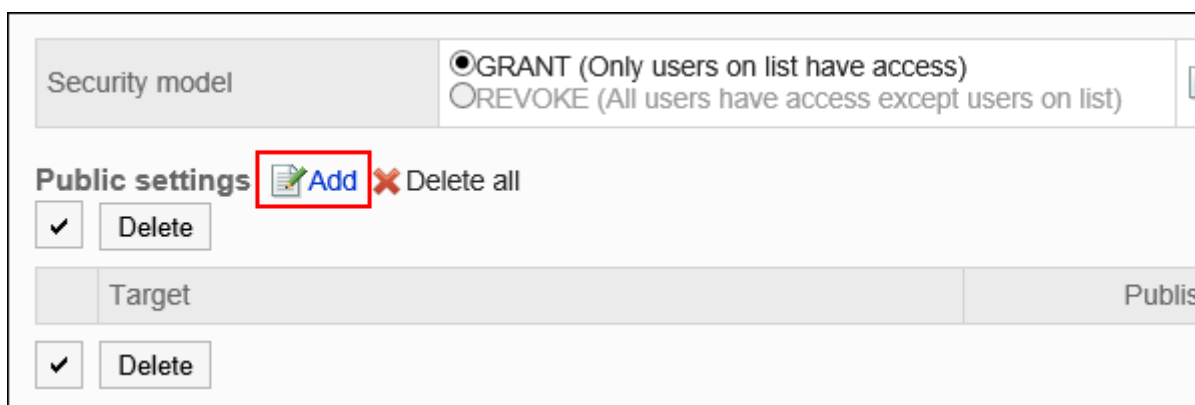 Security model
GRANT (Only users on list have access)
REVOKE (All users have access except users on list)
Public settings Add Delete all
Delete
Target Publis
Delete